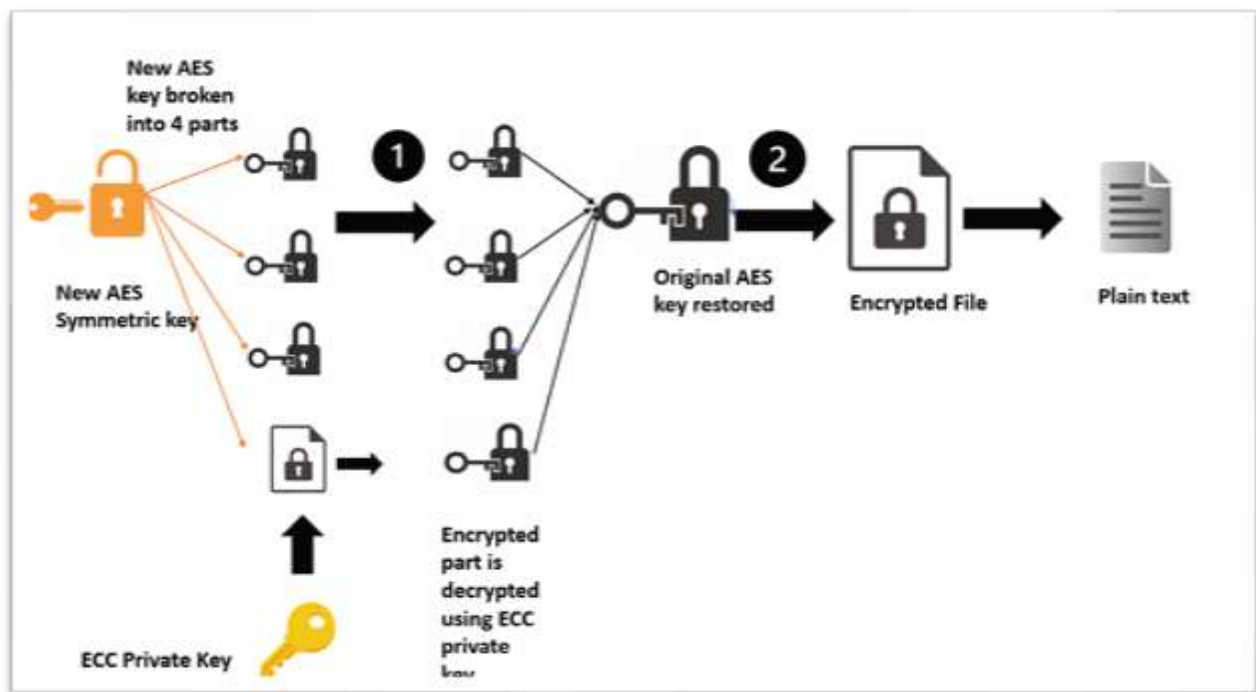 New AES
key broken
into 4 parts
1
2
New AES
Symmetric key
Original AES
key restored
Encrypted File
Plain text
Encrypted
part is
decrypted
using ECC
private
key
ECC Private Key